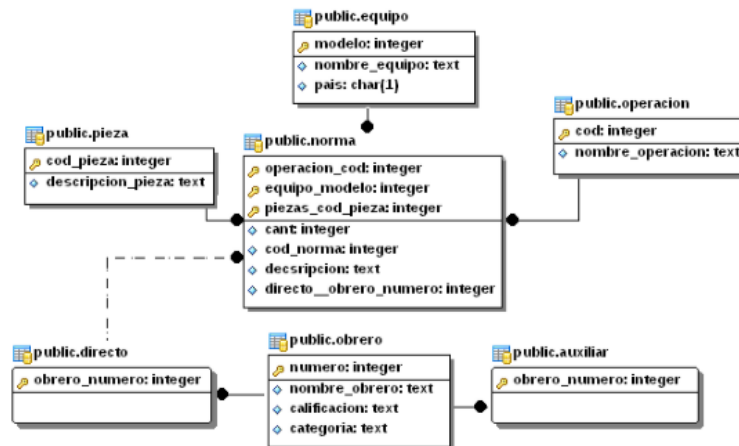 public.equipo
modelo: integer
nombre_equipo: text
pais: char(1)
public.pieza
cod_pieza: integer
descripcion_pieza: text
public.norma
operacion_cod: integer
equipo_modelo: integer
piezas_cod_pieza: integer
cant: integer
cod_norma: integer
decsripcion: text
directo__obrero_numero: integer
public.operacion
cod: integer
nombre_operacion: text
public.directo
obrero_numero: integer
public.obrero
numero: integer
nombre_obrero: text
calificacion: text
categoria: text
public.auxiliar
obrero_numero: integer